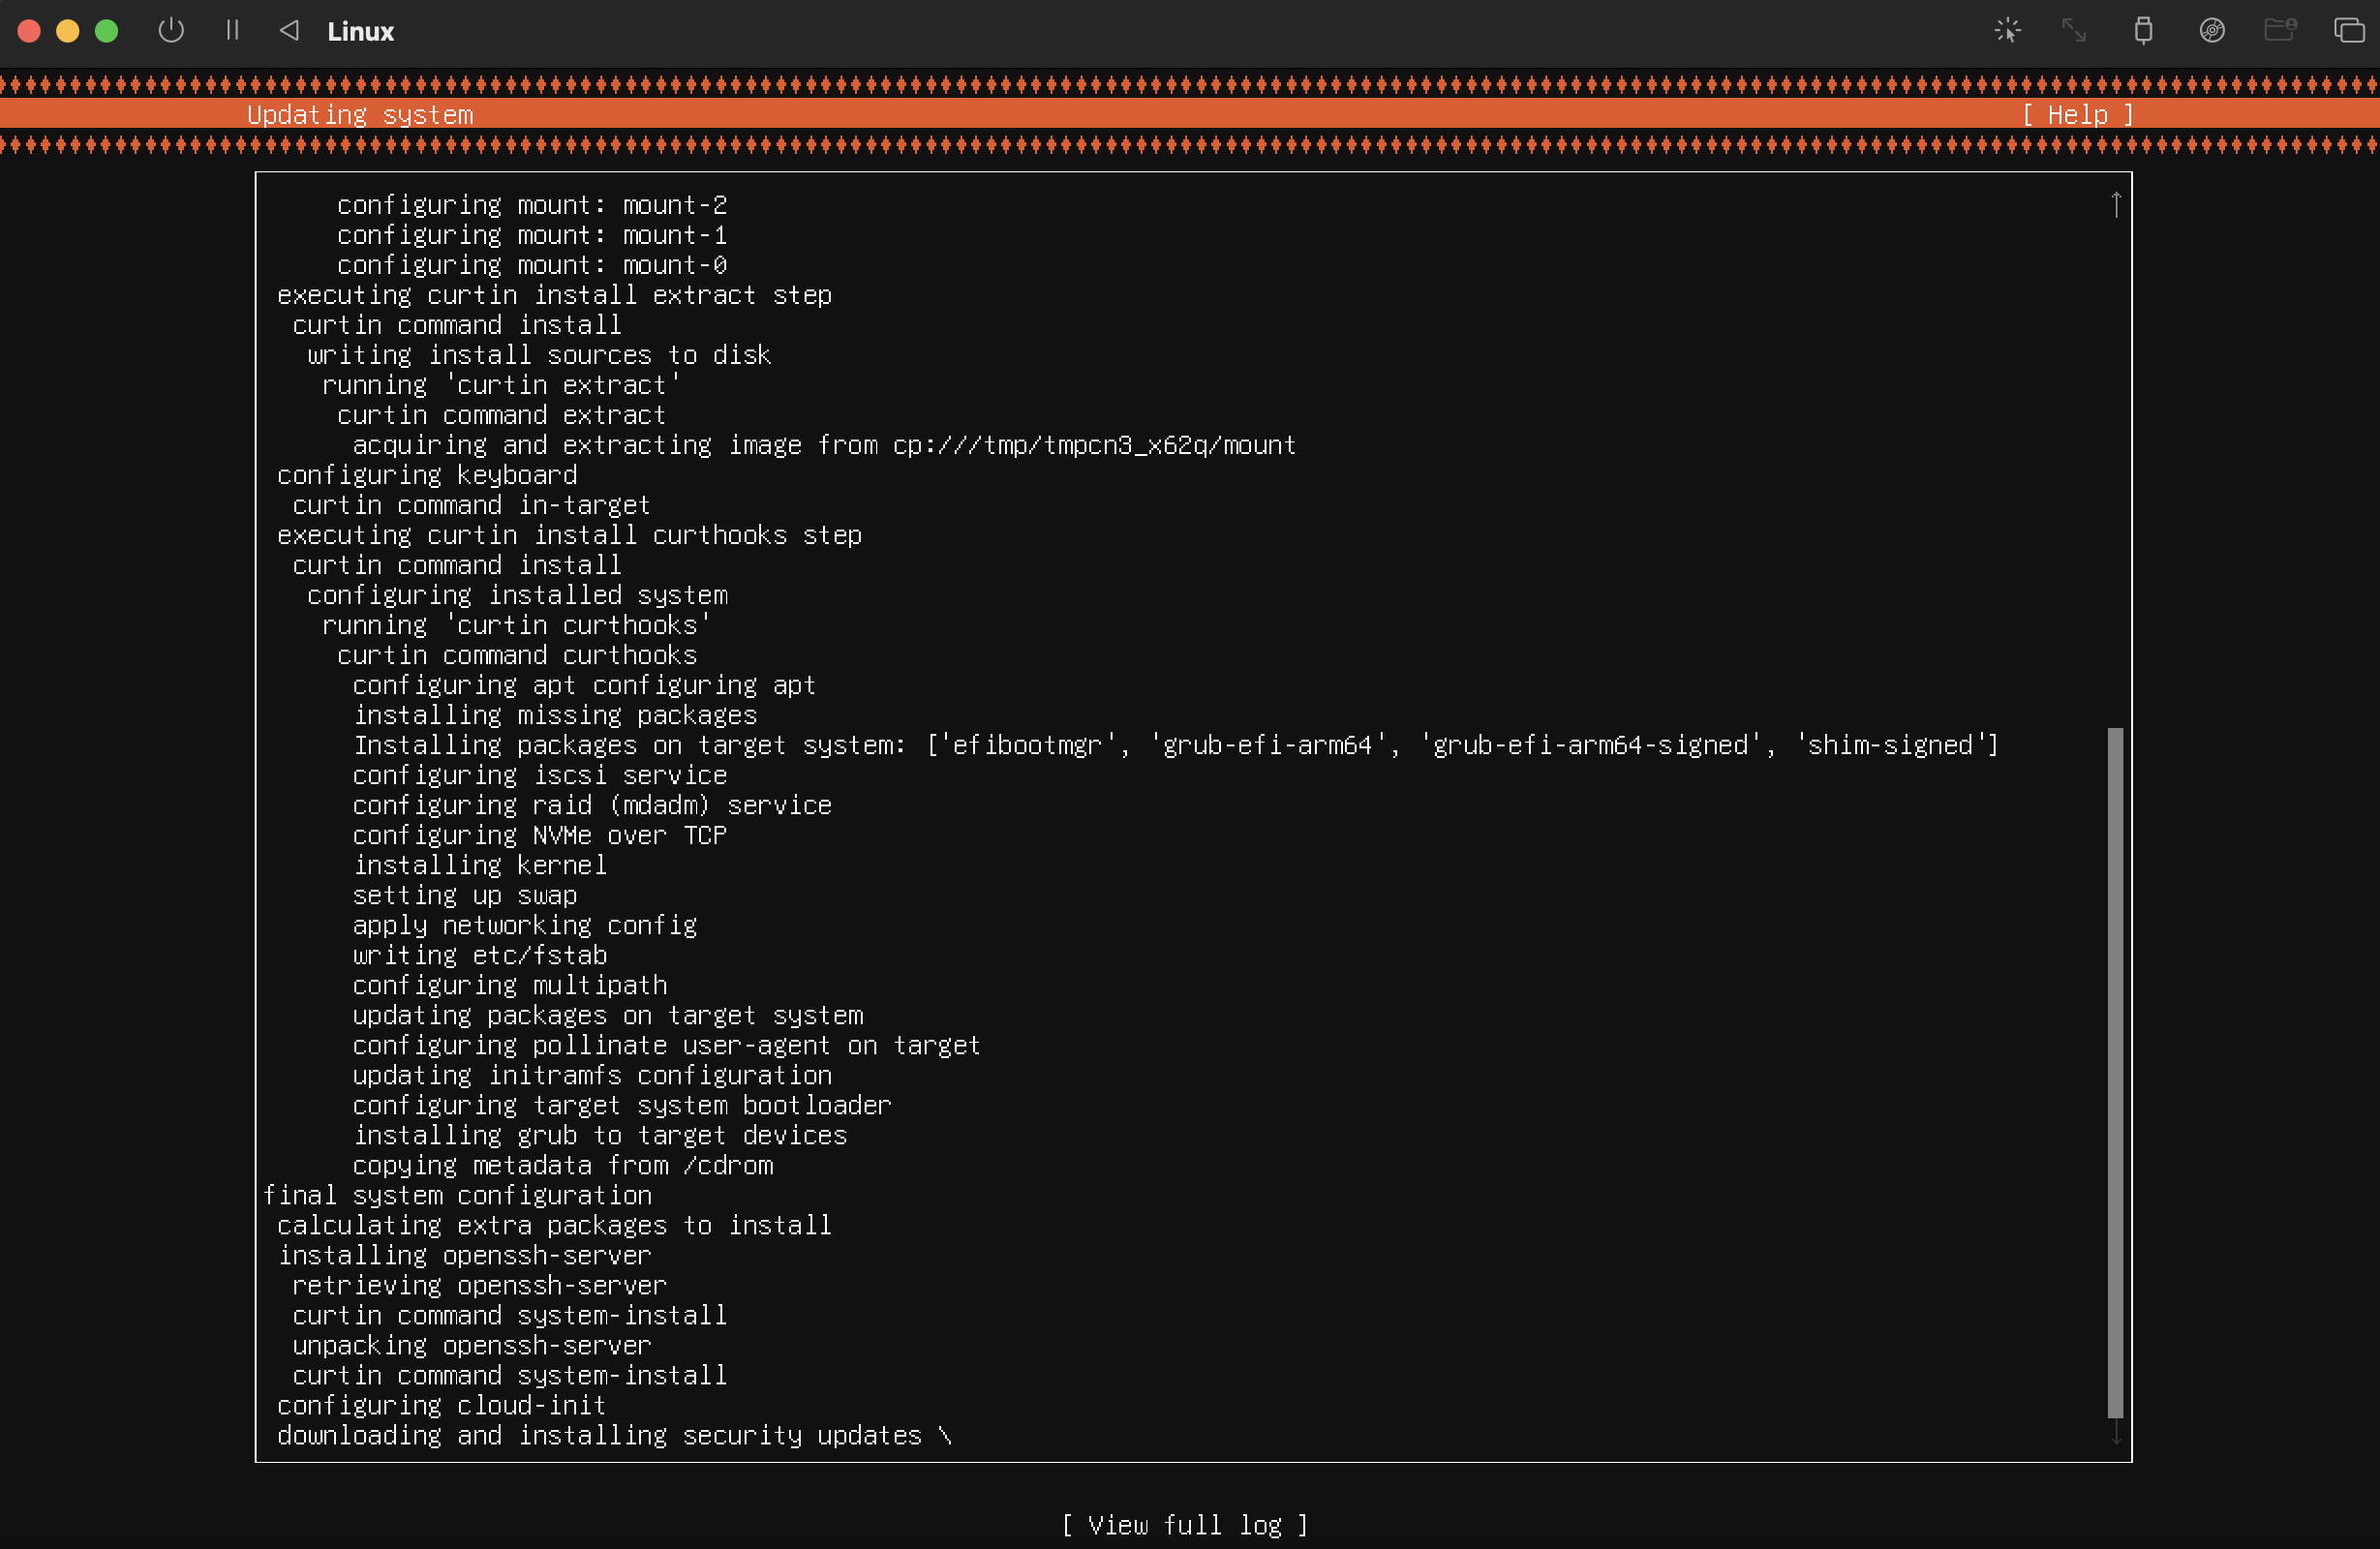 Linux
Updating system [ Help ]
configuring mount: mount-2
configuring mount: mount-1
configuring mount: mount-0
executing curtin install extract step
curtin command install
writing install sources to disk
running 'curtin extract'
curtin command extract
acquiring and extracting image from cp:///tmp/tmpcn3_x62q/mount
configuring keyboard
curtin command in-target
executing curtin install curthooks step
curtin command install
configuring installed system
running 'curtin curthooks'
curtin command curthooks
configuring apt configuring apt
installing missing packages
Installing packages on target system: ['efibootmgr', 'grub-efi-arm64', 'grub-efi-arm64-signed', 'shim-signed']
configuring iscsi service
configuring raid (mdadm) service
configuring NVMe over TCP
installing kernel
setting up swap
apply networking config
writing etc/fstab
configuring multipath
updating packages on target system
configuring pollinate user-agent on target
updating initramfs configuration
configuring target system bootloader
installing grub to target devices
copying metadata from /cdrom
final system configuration
calculating extra packages to install
installing openssh-server
retrieving openssh-server
curtin command system-install
unpacking openssh-server
curtin command system-install
configuring cloud-init
downloading and installing security updates \
[ View full log ]